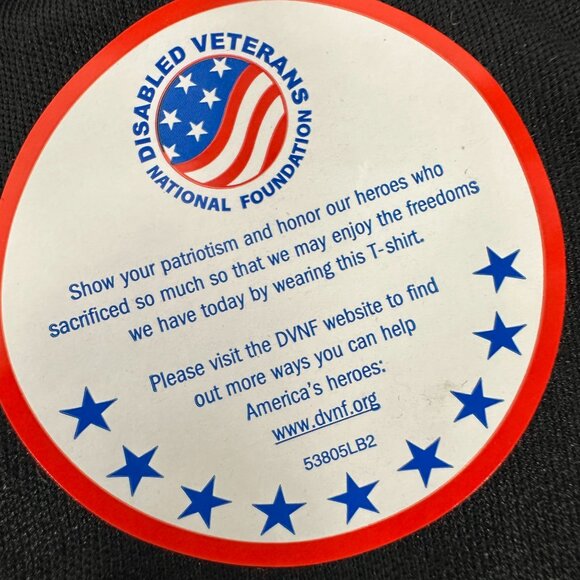 DISABLED VETERANS
NATIONAL FOUNDATION
Show your patriotism and honor our heroes who
sacrificed so much so that we may enjoy the freedoms
we have today by wearing this T-shirt.
Please visit the DVNF website to find
out more ways you can help
America's heroes:
www.dvnf.org
53805LB2